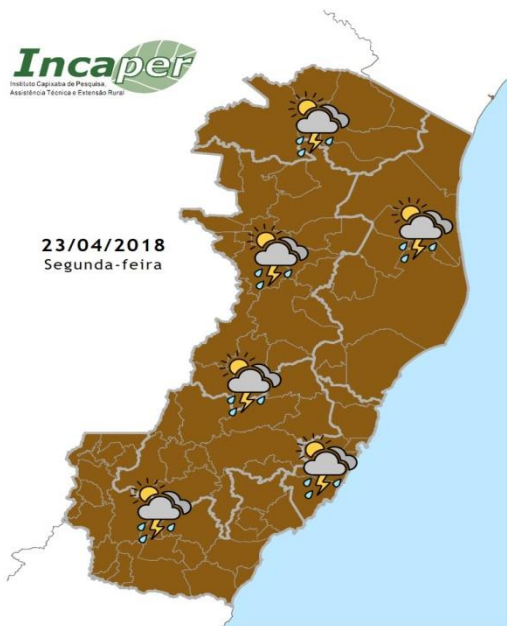 Incaper
Instituto Capixaba de Pesquisa,
Assistência Técnica e Extensão Rural
23/04/2018
Segunda-feira